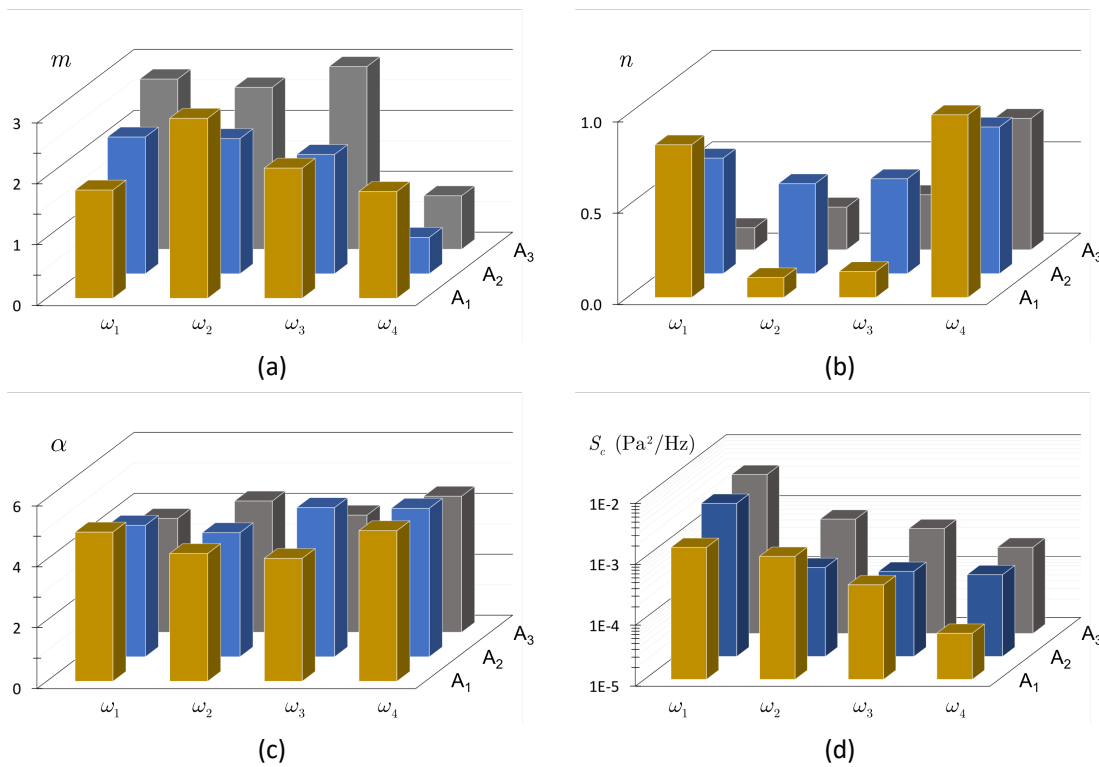 m
3
2
1
0
ω₁ ω₂ ω₃ ω₄
A₁
A₂
A₃
(a)
n
1.0
0.5
0.0
ω₁ ω₂ ω₃ ω₄
A₁
A₂
A₃
(b)
α
6
4
2
0
ω₁ ω₂ ω₃ ω₄
A₁
A₂
A₃
(c)
S_c (Pa²/Hz)
1E-2
1E-3
1E-4
1E-5
ω₁ ω₂ ω₃ ω₄
A₁
A₂
A₃
(d)